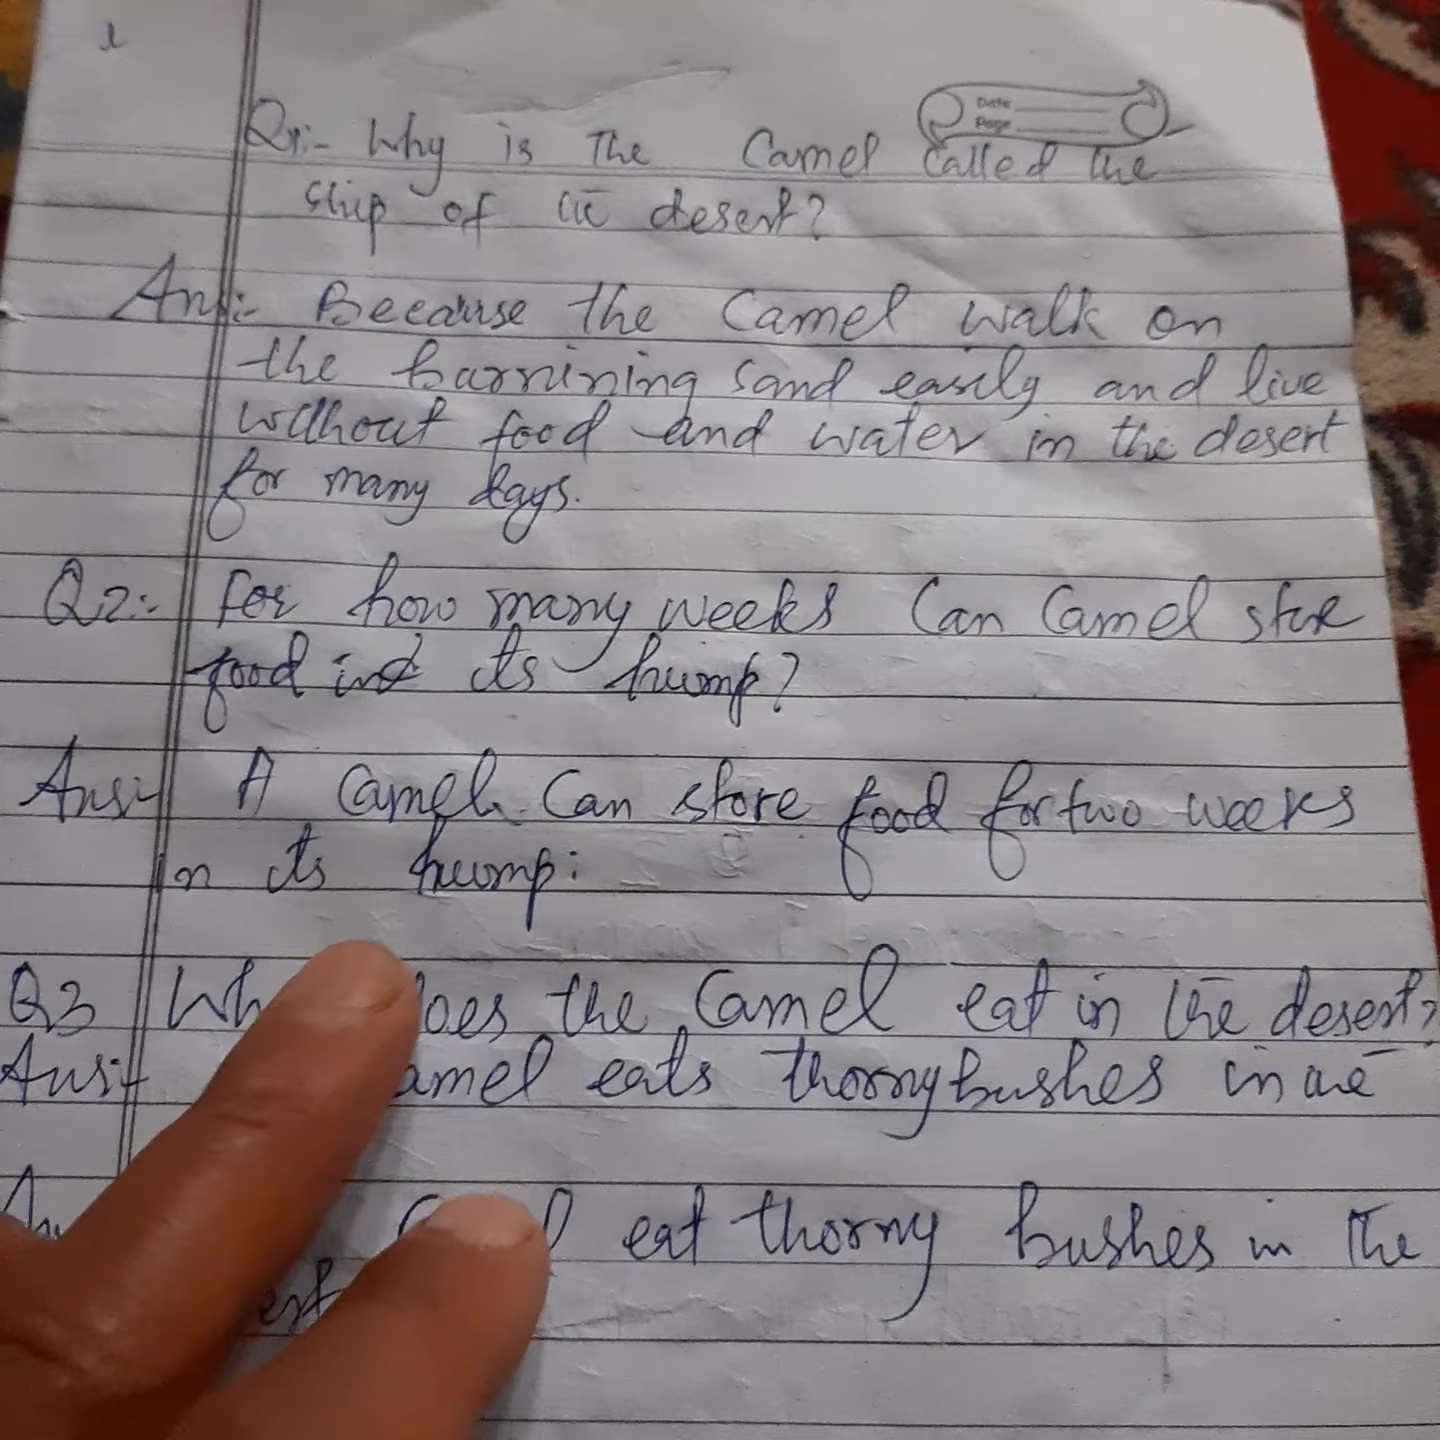 Q1:- Why is The Camel Called the
Date
Page
ship of the desert?
Ans:- Because the Camel walk on
the barnining sand easily and live
without food and water in the desert
for many days.
Q2:- For how many weeks Can Camel store
food in its hump?
Ans:- A Camel Can store food for two weeks
in its hump:
Q3 Wh does the Camel eat in the desert?
Ans:- amel eats thorny bushes in the
An eat thorny bushes in The
ert